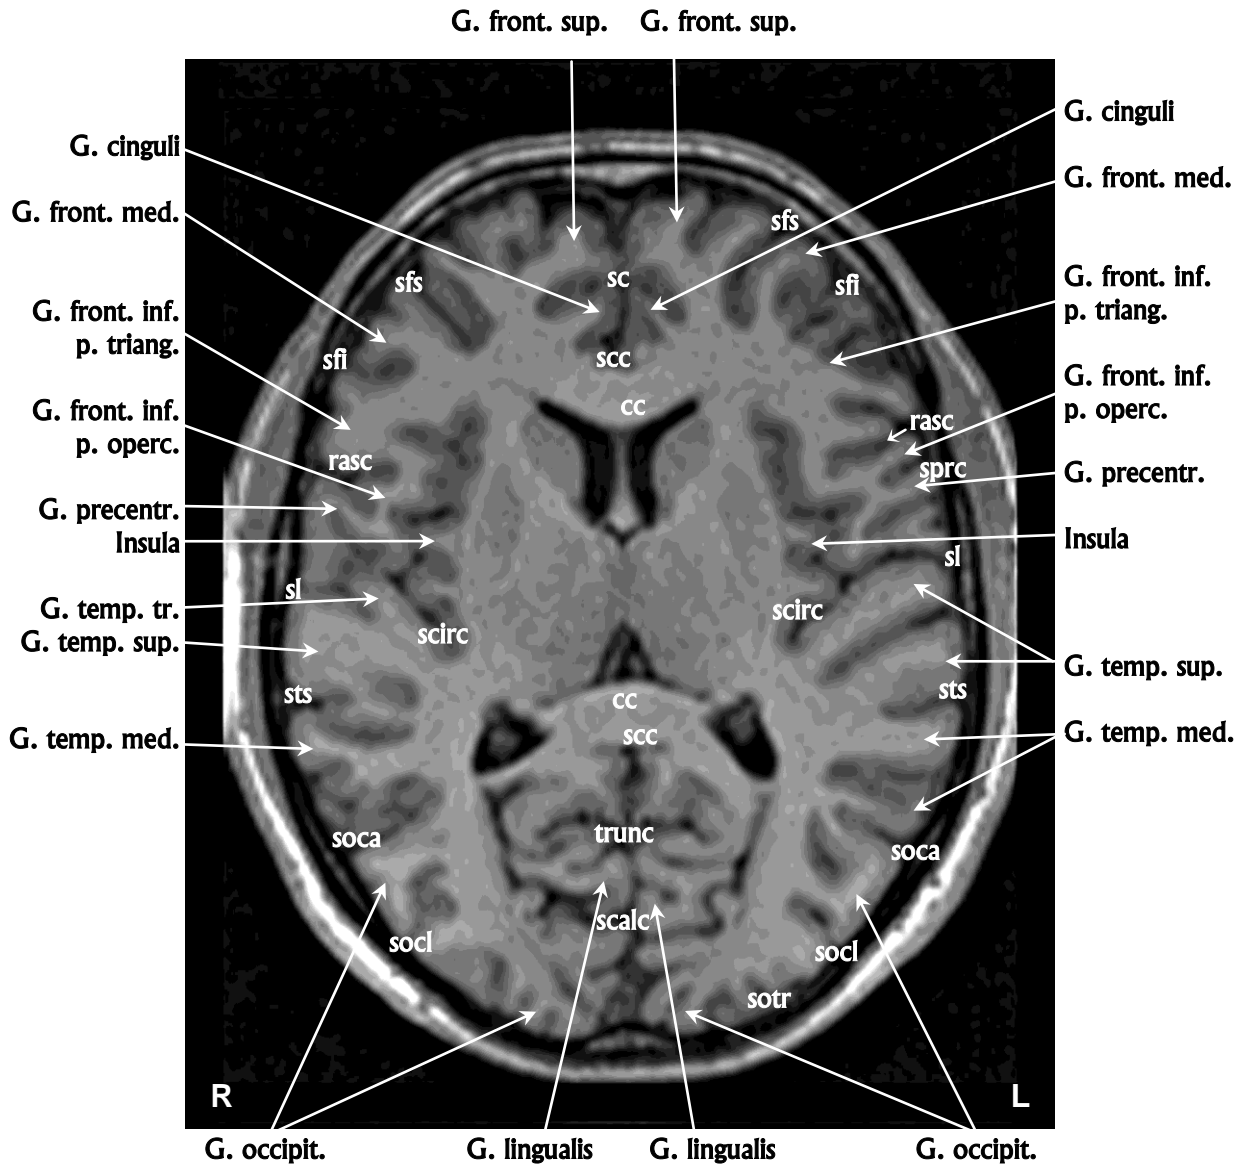 G. front. sup. G. front. sup.
G. cinguli
G. cinguli
G. front. med.
G. front. med.
sfs
sfs
sc
sfi
G. front. inf.
p. triang.
G. front. inf.
p. triang.
sfi
scc
G. front. inf.
p. operc.
G. front. inf.
p. operc.
cc
rasc
rasc
sprc
G. precentr.
G. precentr.
Insula
Insula
sl
sl
G. temp. tr.
scirc
scirc
G. temp. sup.
G. temp. sup.
sts
sts
cc
scc
G. temp. med.
G. temp. med.
soca
trunc
soca
scalc
socl
socl
sotr
R L
G. occipit. G. lingualis G. lingualis G. occipit.